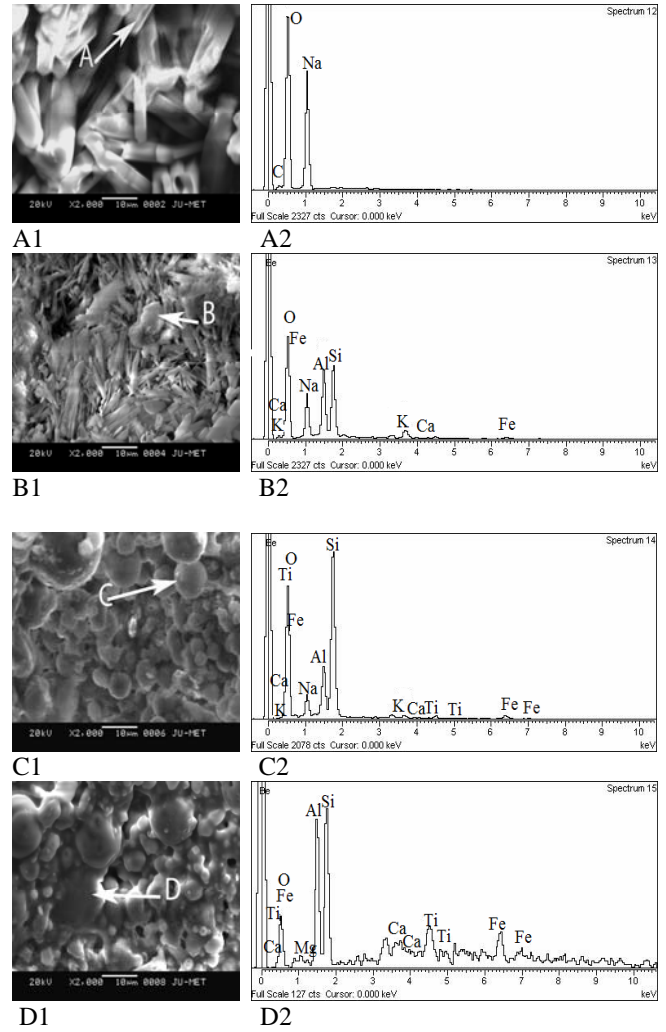 A
20kV X2,000 10µm 0002 JU-MET
Spectrum 12
O
Na
C
0 1 2 3 4 5 6 7 8 9 10
Full Scale 2327 cts Cursor: 0.000 keV
keV
A1
A2
B
20kV X2,000 10µm 0004 JU-MET
Spectrum 13
Be
O
Fe
Al Si
Na
Ca
K
K
Ca
Fe
0 1 2 3 4 5 6 7 8 9 10
Full Scale 2327 cts Cursor: 0.000 keV
keV
B1
B2
C
20kV X2,000 10µm 0006 JU-MET
Spectrum 14
Be
Si
O
Ti
Fe
Al
Ca
Na
K
K
Ca Ti
Ti
Fe
Fe
0 1 2 3 4 5 6 7 8 9 10
Full Scale 2078 cts Cursor: 0.000 keV
keV
C1
C2
D
20kV X2,000 10µm 0008 JU-MET
Spectrum 15
Be
Al Si
O
Fe
Ti
Ca
Mg
Ca
Ca
Ti
Ti
Fe
Fe
0 1 2 3 4 5 6 7 8 9 10
Full Scale 127 cts Cursor: 0.000 keV
keV
D1
D2